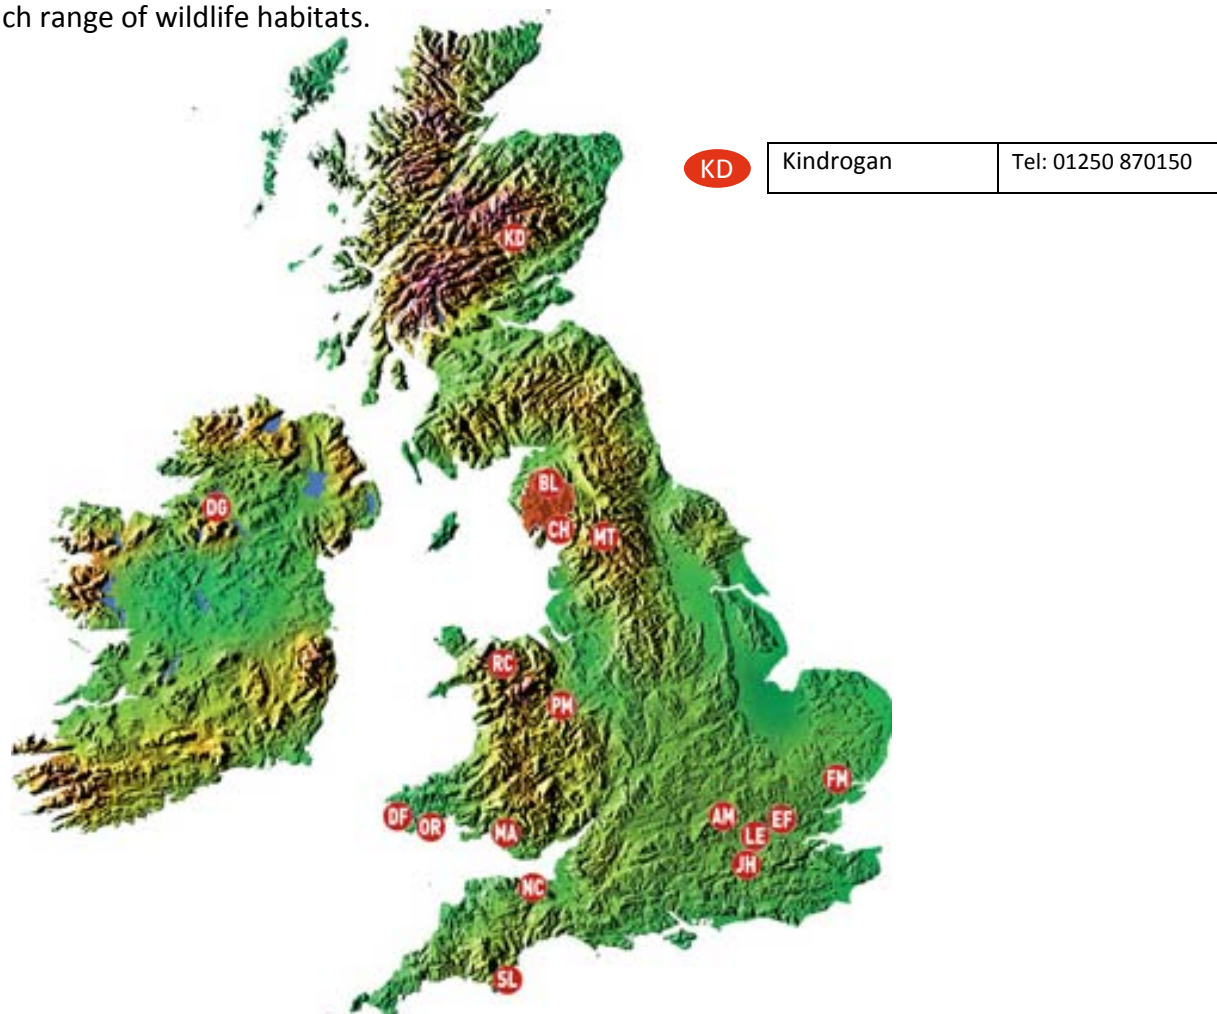 ch range of wildlife habitats.
KD Kindrogan Tel: 01250 870150
KD
BL
DG
CH
MT
RC
PM
FM
DF
OR
MA
AM
EF
LE
JH
NC
SL